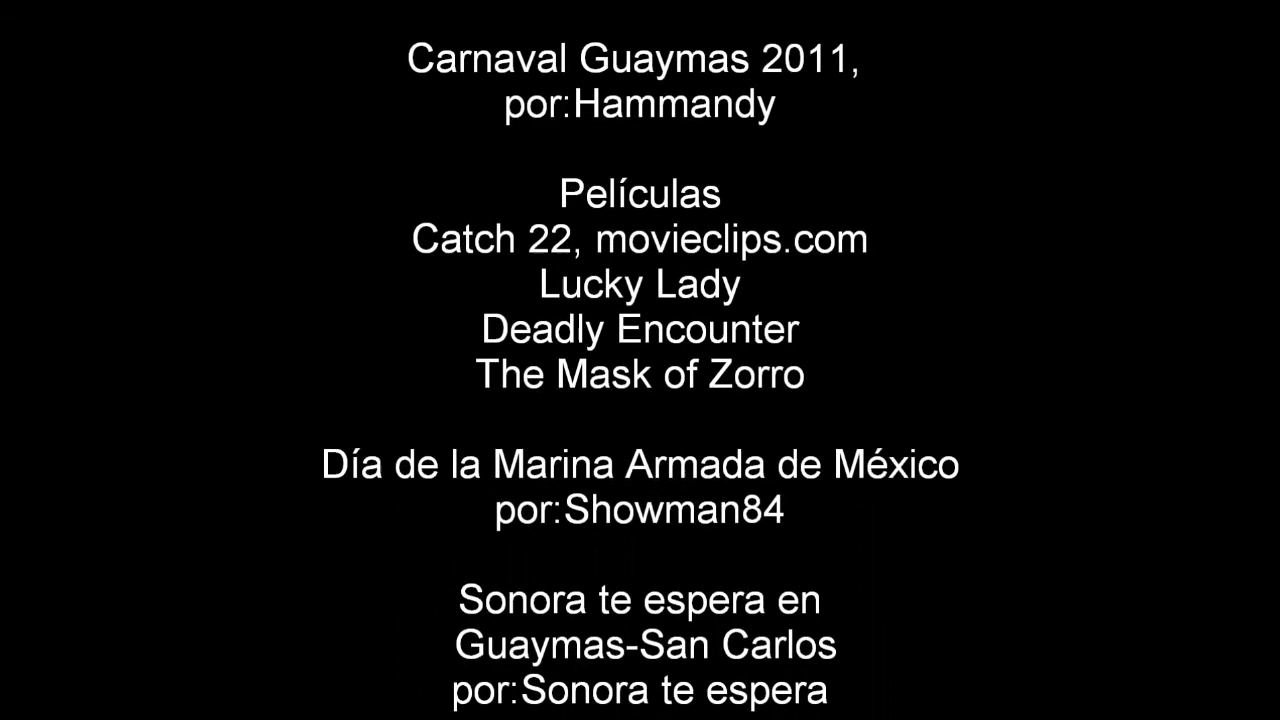 Carnaval Guaymas 2011,
por:Hammandy
Películas
Catch 22, movieclips.com
Lucky Lady
Deadly Encounter
The Mask of Zorro
Día de la Marina Armada de México
por:Showman84
Sonora te espera en
Guaymas-San Carlos
por:Sonora te espera